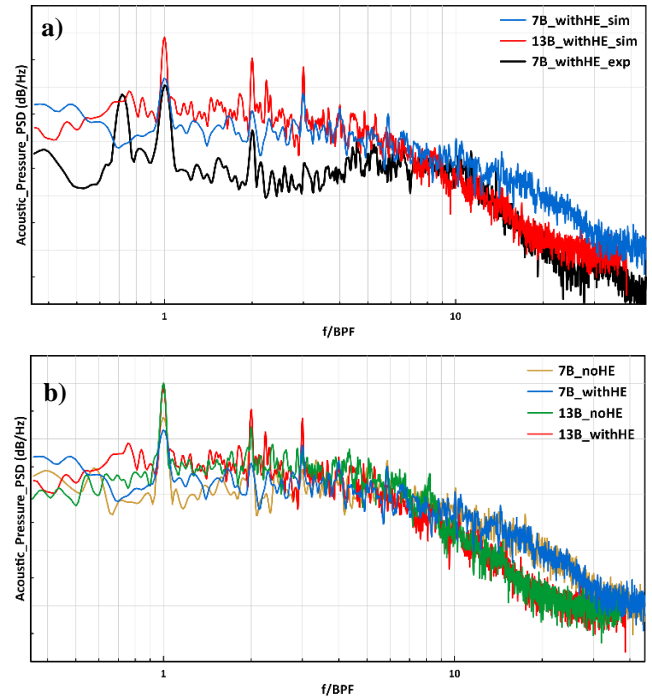 a)
7B_withHE_sim
13B_withHE_sim
7B_withHE_exp
Acoustic_Pressure_PSD (dB/Hz)
1
10
f/BPF
b)
7B_noHE
7B_withHE
13B_noHE
13B_withHE
Acoustic_Pressure_PSD (dB/Hz)
1
10
f/BPF